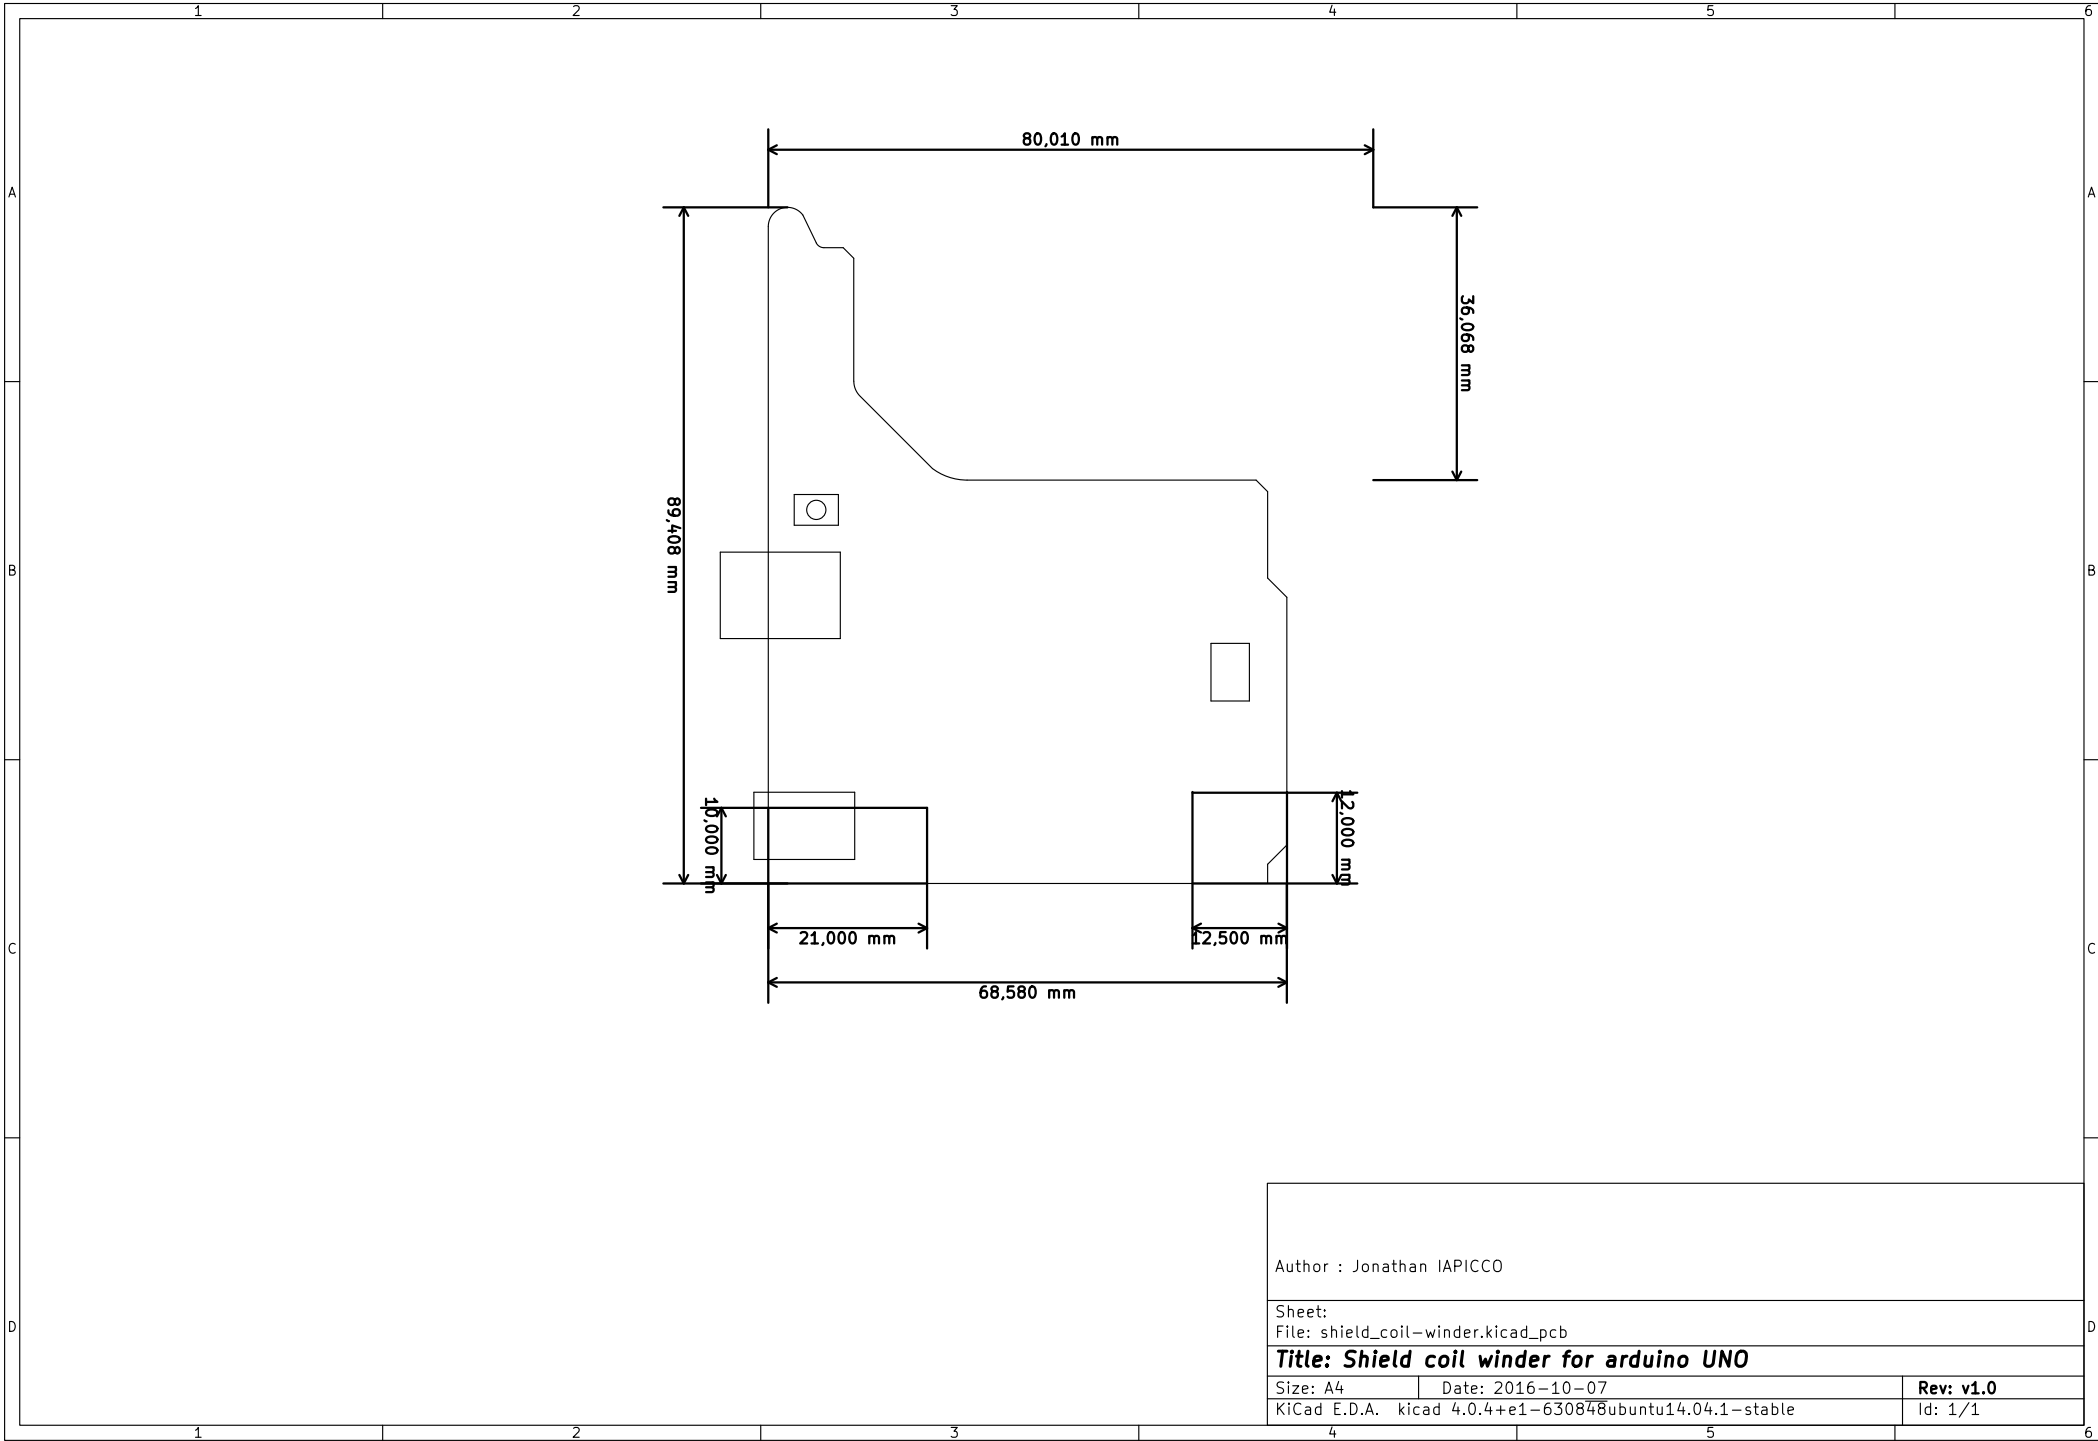 1 2 3 4 5 6
80,010 mm
A A
36,068 mm
89,408 mm
B B
10,000 mm
12,000 mm
21,000 mm
12,500 mm
C C
68,580 mm
Author : Jonathan IAPICCO
Sheet:
File: shield_coil-winder.kicad_pcb
D D
Title: Shield coil winder for arduino UNO
Size: A4 Date: 2016-10-07 Rev: v1.0
KiCad E.D.A. kicad 4.0.4+e1-630848ubuntu14.04.1-stable Id: 1/1
1 2 3 4 5 6